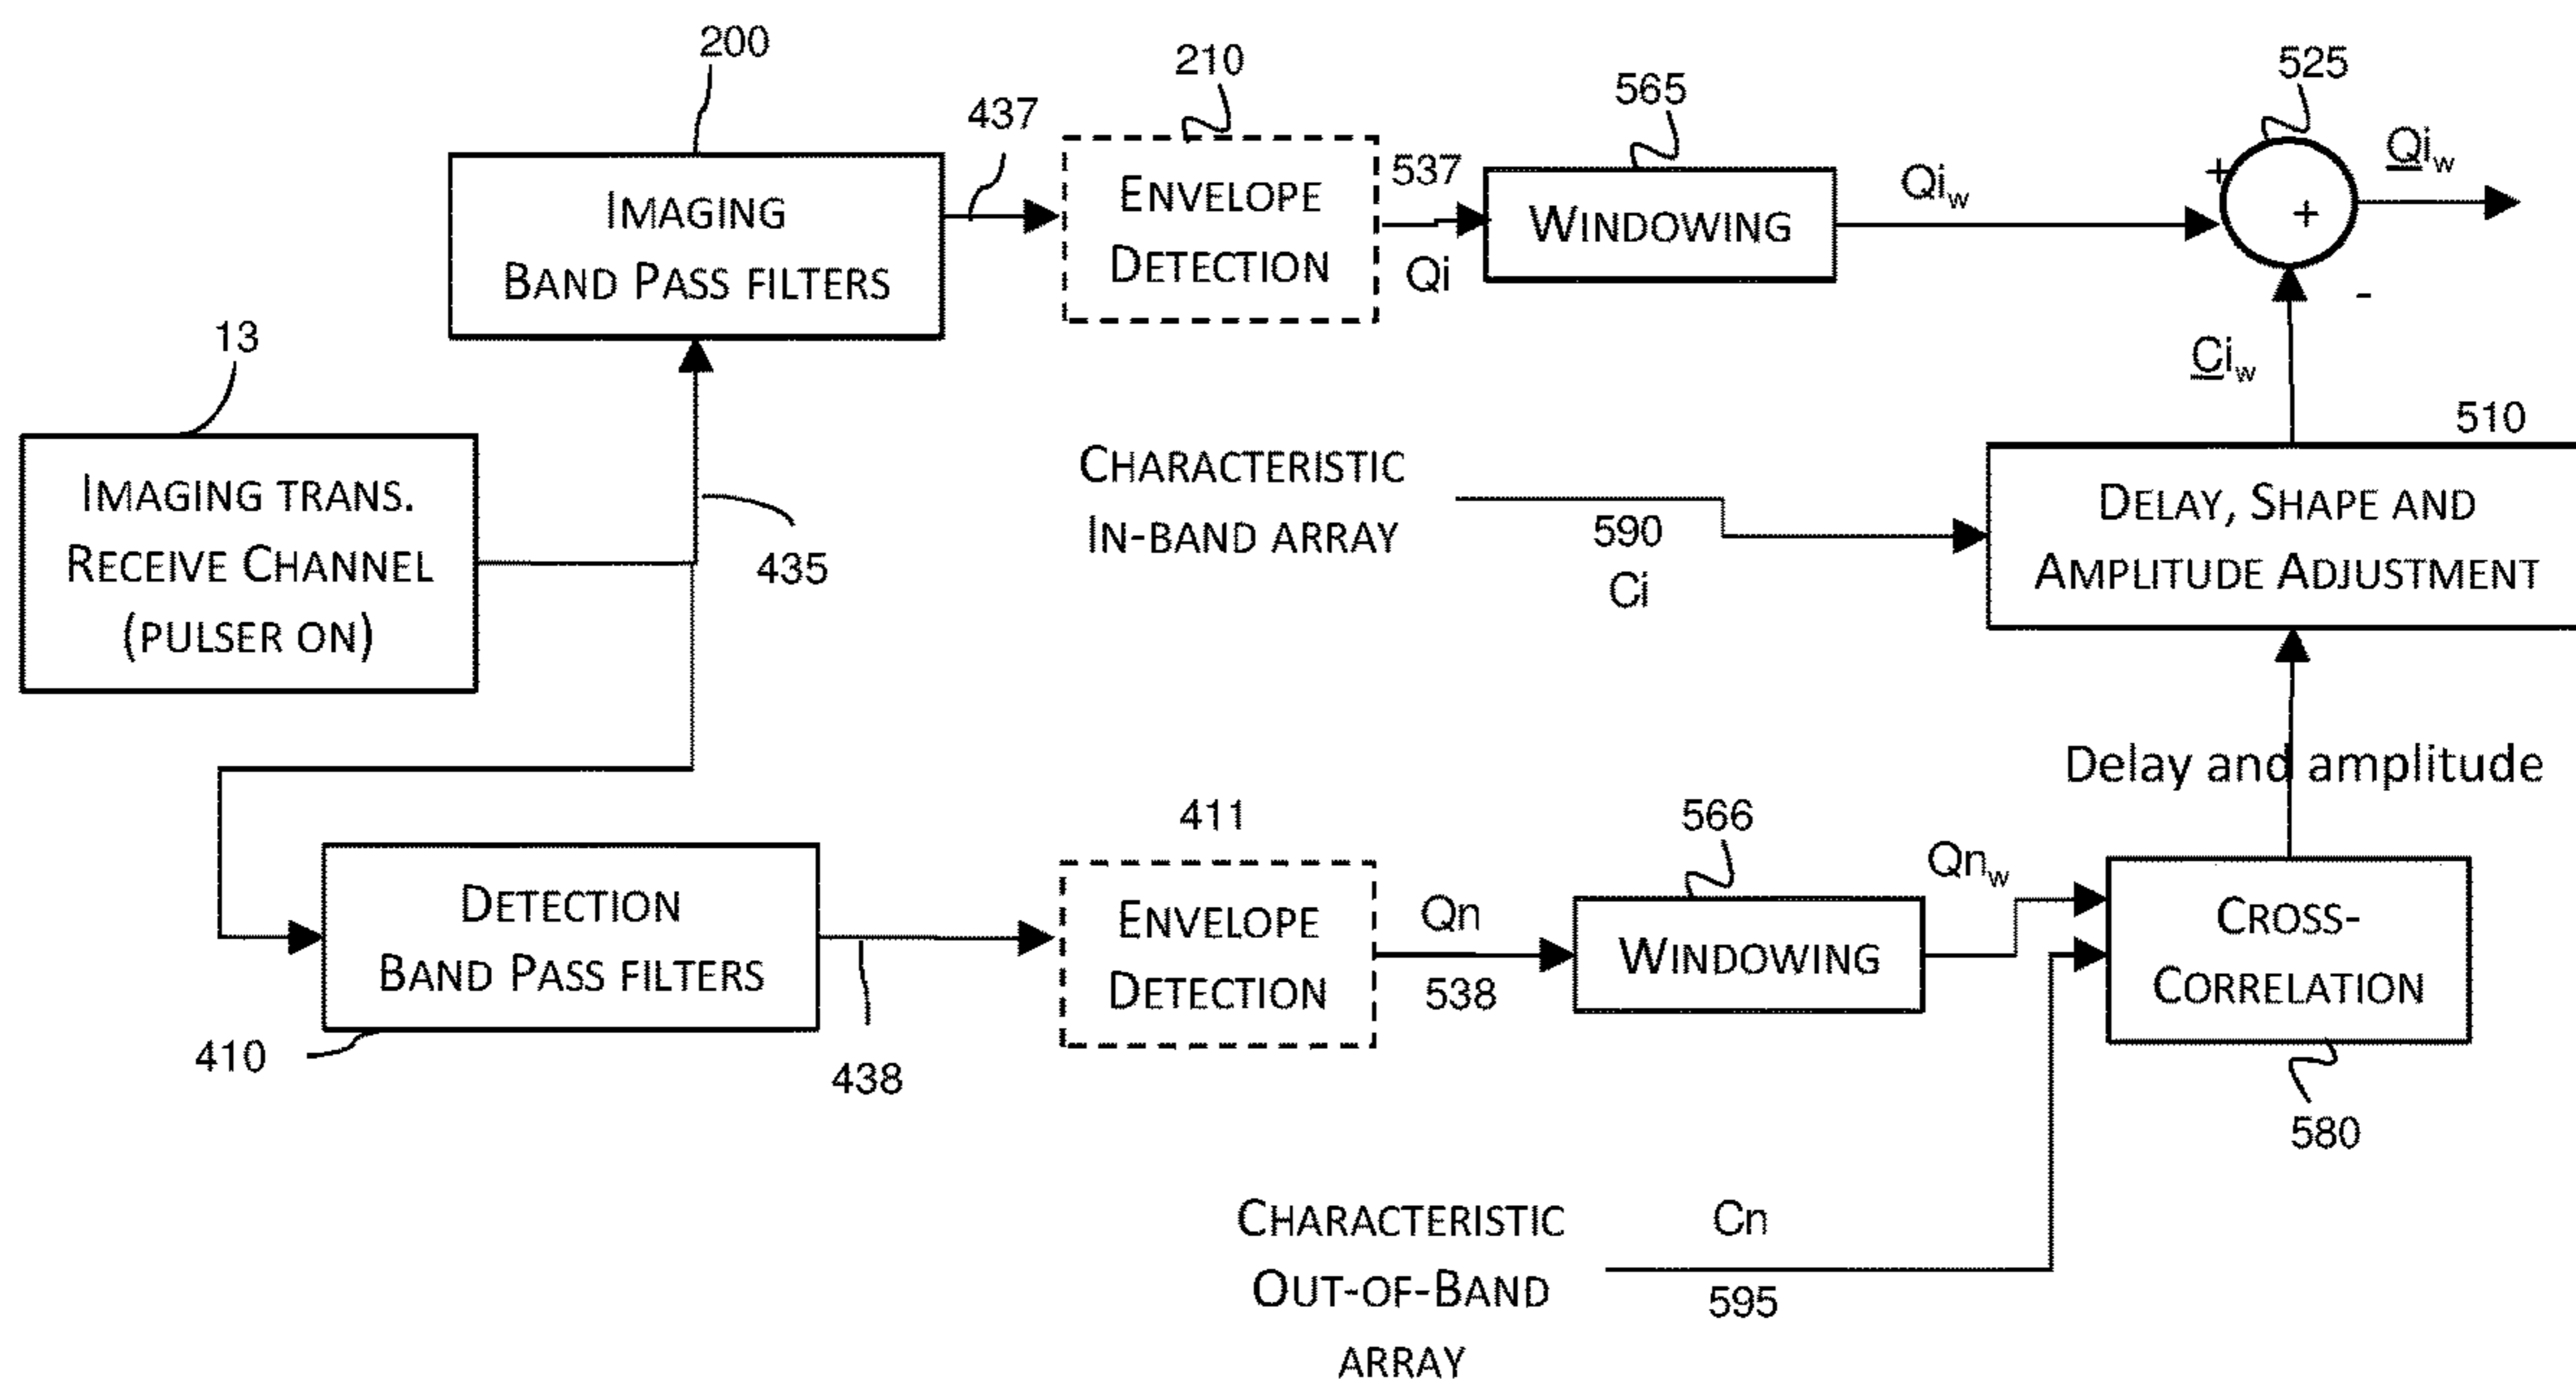 200
437
210
537
565
525
IMAGING
BAND PASS FILTERS
ENVELOPE
DETECTION
Qi
WINDOWING
Qiw
+
+
-
Qiw
Ciw
13
IMAGING TRANS.
RECEIVE CHANNEL
(PULSER ON)
435
CHARACTERISTIC
IN-BAND ARRAY
590
Ci
510
DELAY, SHAPE AND
AMPLITUDE ADJUSTMENT
Delay and amplitude
DETECTION
BAND PASS FILTERS
410
438
411
ENVELOPE
DETECTION
Qn
538
566
WINDOWING
Qnw
CROSS-
CORRELATION
580
CHARACTERISTIC
OUT-OF-BAND
ARRAY
Cn
595